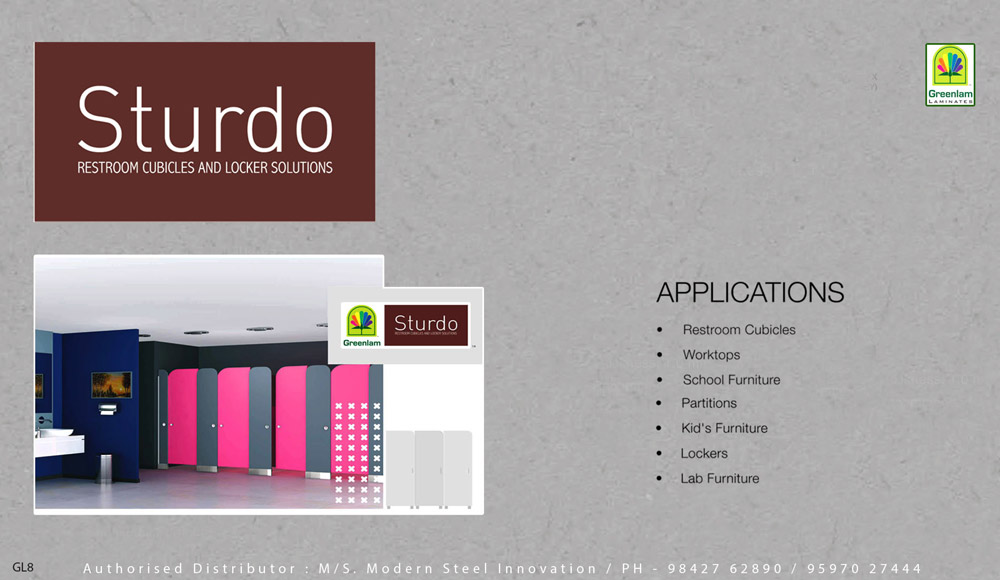 Sturdo
RESTROOM CUBICLES AND LOCKER SOLUTIONS
Greenlam
LAMINATES
Greenlam
Sturdo
RESTROOM CUBICLES AND LOCKER SOLUTIONS
APPLICATIONS
• Restroom Cubicles
• Worktops
• School Furniture
• Partitions
• Kid's Furniture
• Lockers
• Lab Furniture
GL8
Authorised Distributor : M/S. Modern Steel Innovation / PH - 98427 62890 / 95970 27444